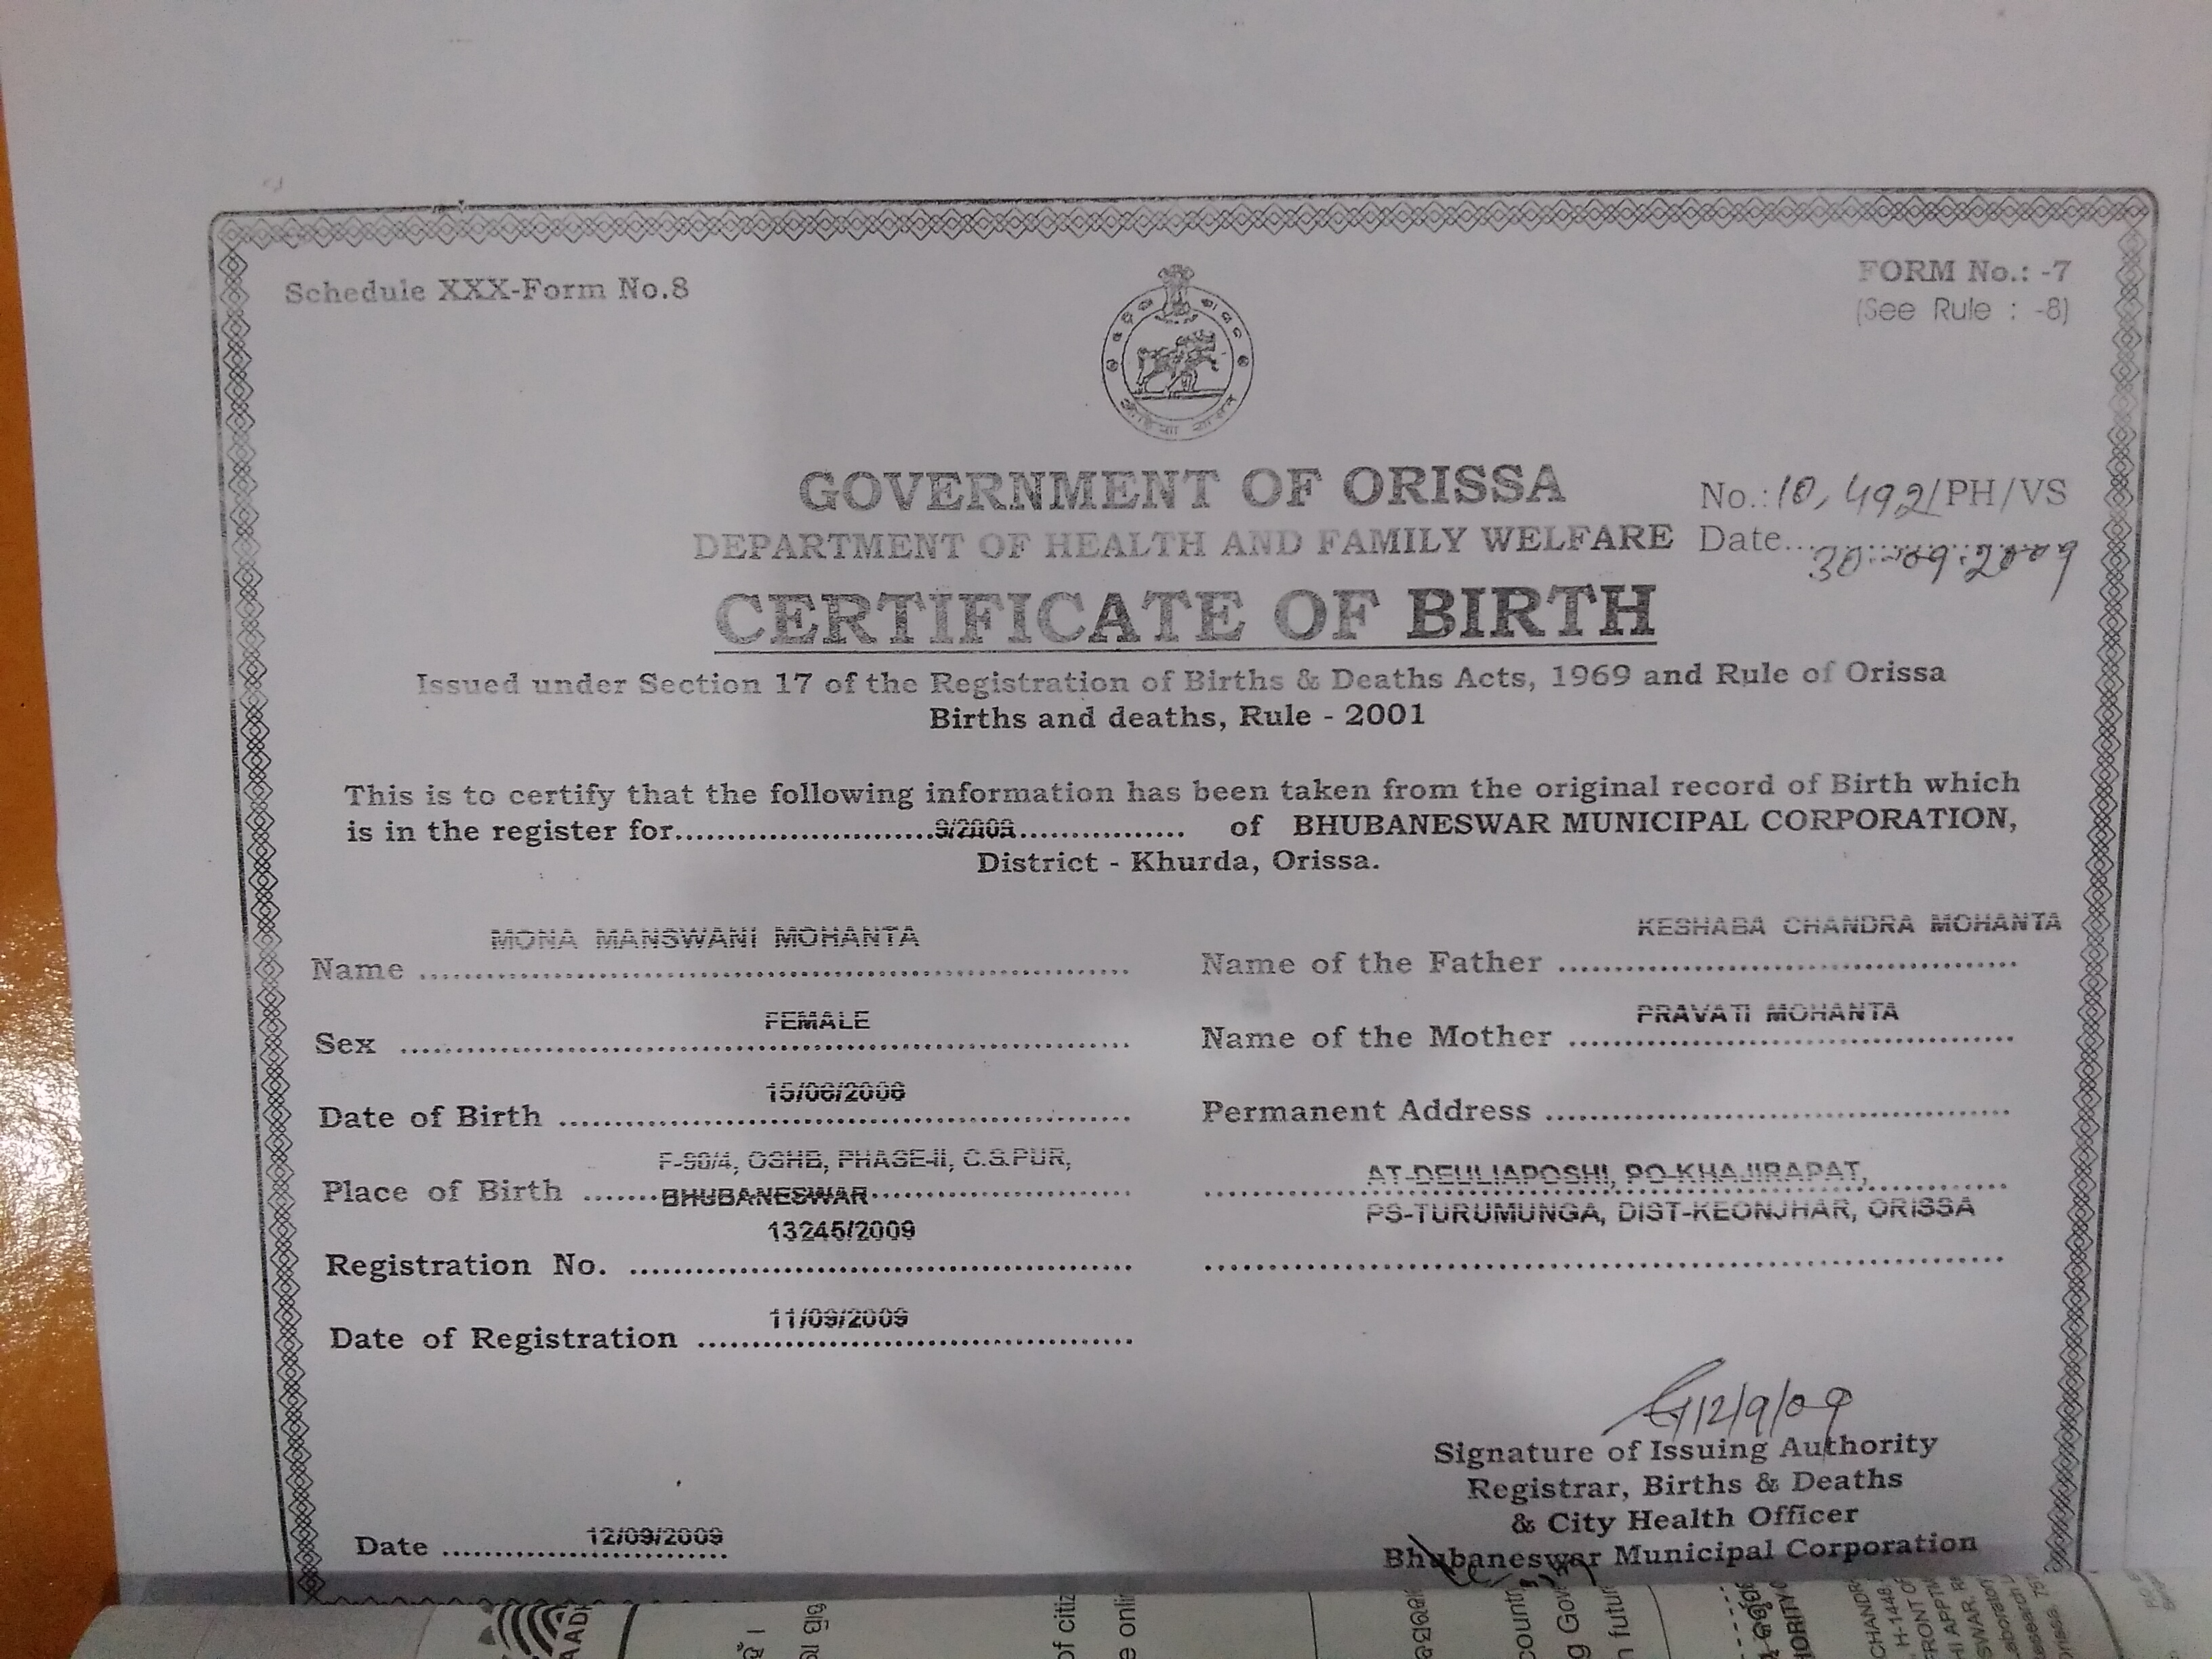 Schedule XXX-Form No.8
FORM No.: -7
(See Rule : -8)
GOVERNMENT OF ORISSA
No.: 10,492/PH/VS
DEPARTMENT OF HEALTH AND FAMILY WELFARE
Date... 30-09-2009
CERTIFICATE OF BIRTH
Issued under Section 17 of the Registration of Births & Deaths Acts, 1969 and Rule of Orissa
Births and deaths, Rule - 2001
This is to certify that the following information has been taken from the original record of Birth which
is in the register for.......................9/2009................ of BHUBANESWAR MUNICIPAL CORPORATION,
District - Khurda, Orissa.
Name MONA MANSWANI MOHANTA
Sex FEMALE
Date of Birth
Place of Birth F-90/4, OSHB, PHASE-II, C.S.PUR,
BHUBANESWAR
Registration No. 13245/2009
Date of Registration 11/09/2009
Name of the Father KESHABA CHANDRA MOHANTA
Name of the Mother PRAVATI MOHANTA
Permanent Address
AT-DEULIAPOSHI, PO-KHAJIRAPAT,
PS-TURUMUNGA, DIST-KEONJHAR, ORISSA
12/9/09
Signature of Issuing Authority
Registrar, Births & Deaths
& City Health Officer
Bhubaneswar Municipal Corporation
Date 12/09/2009
of citiz
e onlin
country
g Gov
n futur